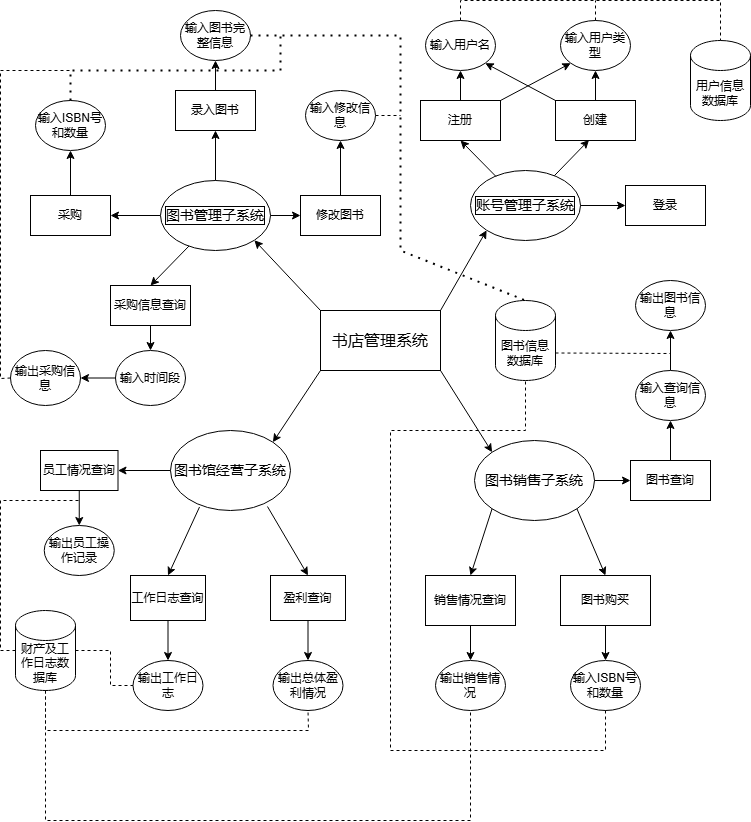 输入图书完
整信息
输入用户名
输入用户类
型
用户信息
数据库
输入ISBN号
和数量
录入图书
输入修改信
息
注册
创建
采购
图书管理子系统
修改图书
账号管理子系统
登录
采购信息查询
输出图书信
息
书店管理系统
图书信息
数据库
输出采购信
息
输入时间段
输入查询信
息
员工情况查询
图书馆经营子系统
图书销售子系统
图书查询
输出员工操
作记录
工作日志查询
盈利查询
销售情况查询
图书购买
财产及工
作日志数
据库
输出工作日
志
输出总体盈
利情况
输出销售情
况
输入ISBN号
和数量